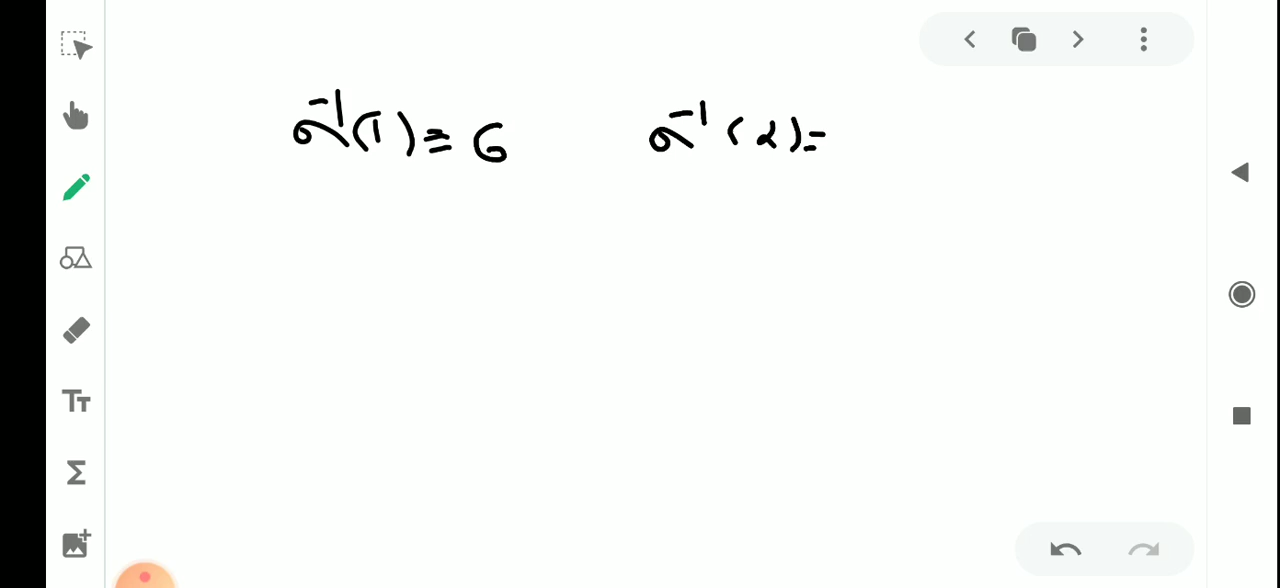 σ⁻¹(1) = 6 σ⁻¹(2) =